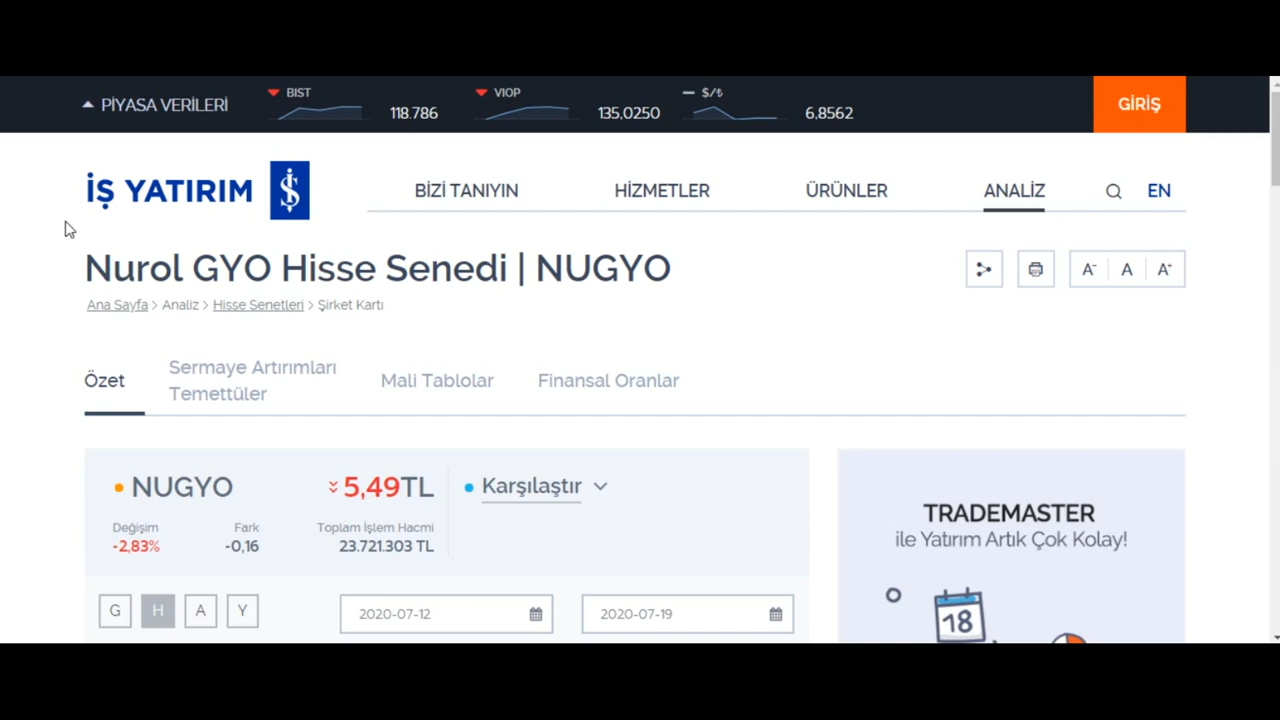 PİYASA VERİLERİ
BIST
118.786
VIOP
135,0250
$/₺
6,8562
GİRİŞ
İŞ YATIRIM
BİZİ TANIYIN
HİZMETLER
ÜRÜNLER
ANALİZ
EN
Nurol GYO Hisse Senedi | NUGYO
A- A A+
Ana Sayfa > Analiz > Hisse Senetleri > Şirket Kartı
Özet
Sermaye Artırımları
Temettüler
Mali Tablolar
Finansal Oranlar
NUGYO
5,49TL
Karşılaştır
Değişim
Fark
Toplam İşlem Hacmi
-2,83%
-0,16
23.721.303 TL
G H A Y
2020-07-12
2020-07-19
TRADEMASTER
ile Yatırım Artık Çok Kolay!
18